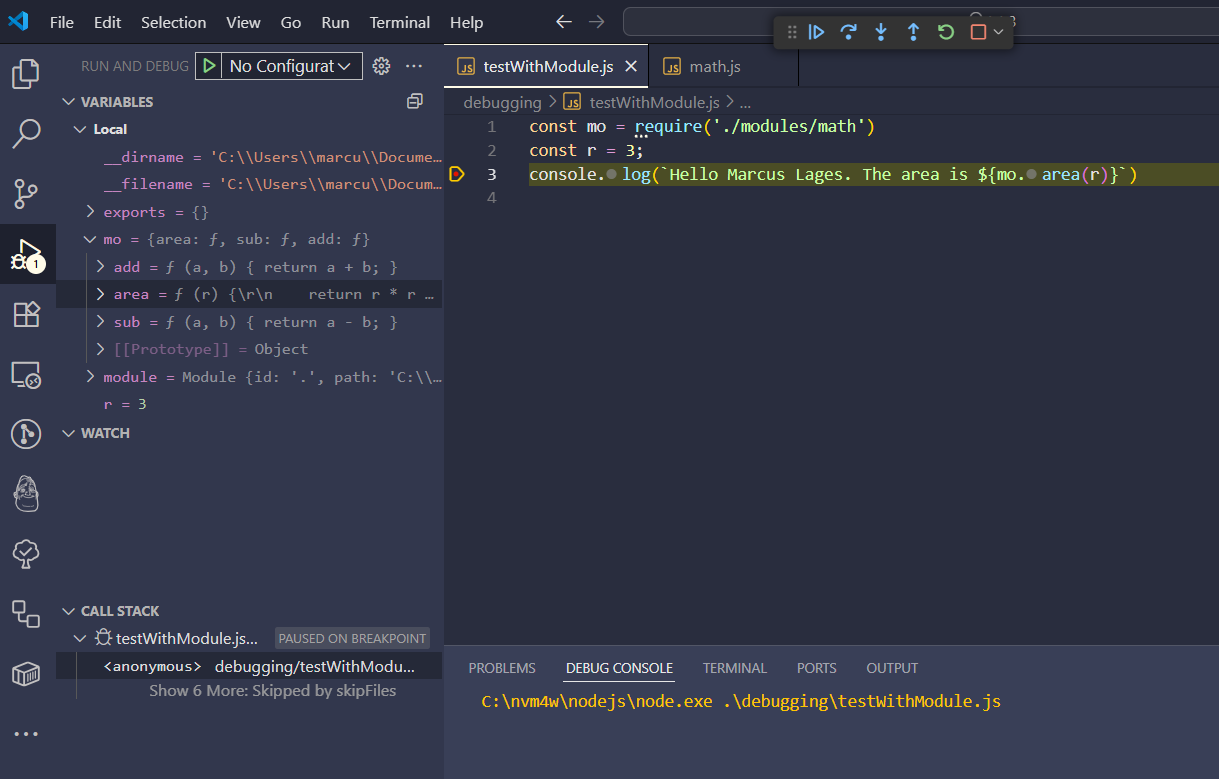 File Edit Selection View Go Run Terminal Help
RUN AND DEBUG No Configurat
VARIABLES
Local
__dirname = 'C:\\Users\\marcu\\Docume…
__filename = 'C:\\Users\\marcu\\Docum…
exports = {}
mo = {area: ƒ, sub: ƒ, add: ƒ}
add = ƒ (a, b) { return a + b; }
area = ƒ (r) {\r\n    return r * r …
sub = ƒ (a, b) { return a - b; }
[[Prototype]] = Object
module = Module {id: '.', path: 'C:\\…
r = 3
WATCH
CALL STACK
testWithModule.js... PAUSED ON BREAKPOINT
<anonymous> debugging/testWithModu...
Show 6 More: Skipped by skipFiles
1
JS testWithModule.js JS math.js
debugging > JS testWithModule.js > ...
1 const mo = require('./modules/math')
2 const r = 3;
3 console.log(`Hello Marcus Lages. The area is ${mo.area(r)}`)
4
PROBLEMS DEBUG CONSOLE TERMINAL PORTS OUTPUT
C:\nvm4w\nodejs\node.exe .\debugging\testWithModule.js